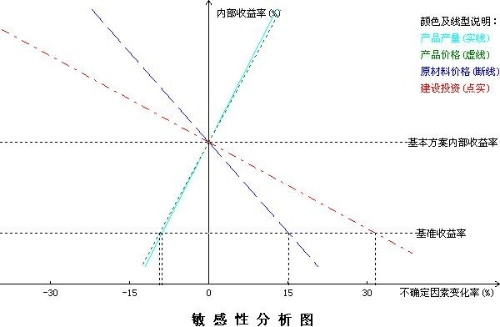 内部收益率(%)
颜色及线型说明：
产品产量(实线)
产品价格(虚线)
原材料价格(断线)
建设投资(点实)
基本方案内部收益率
基准收益率
-30
-15
0
15
30
不确定因素变化率(%)
敏感性分析图